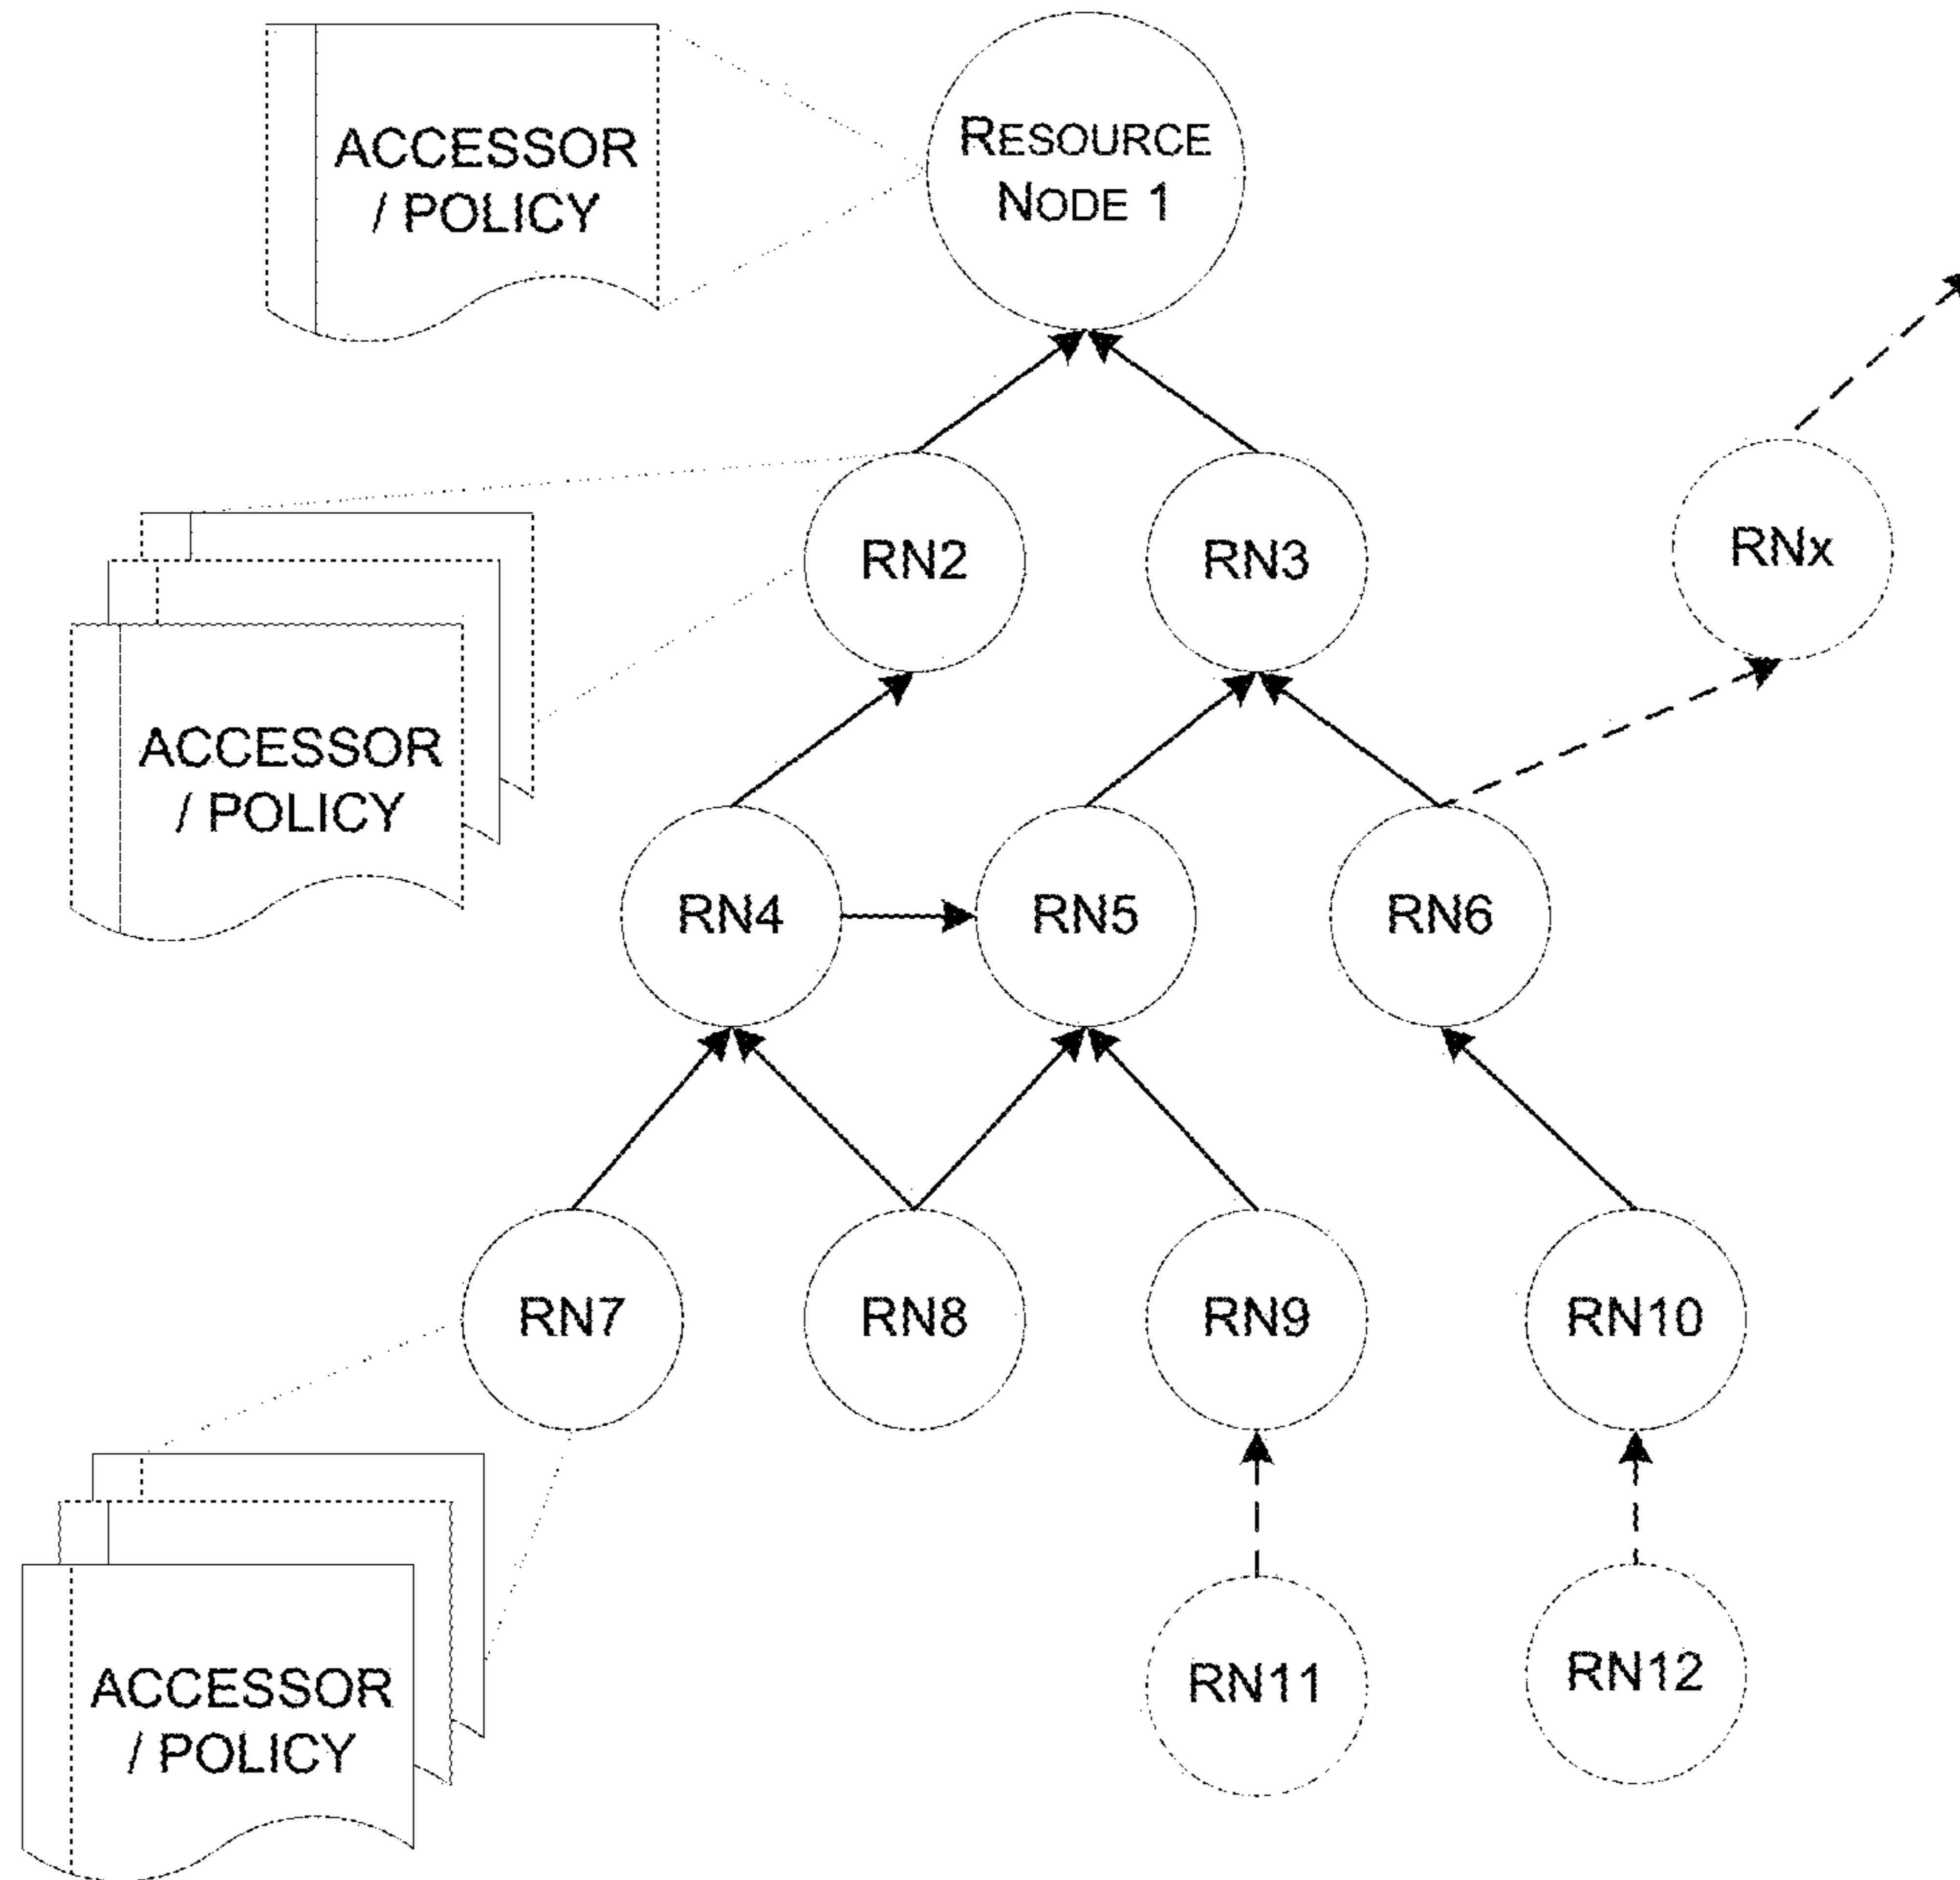 ACCESSOR
/ POLICY
RESOURCE
NODE 1
RN2
RN3
RNx
ACCESSOR
/ POLICY
RN4
RN5
RN6
RN7
RN8
RN9
RN10
ACCESSOR
/ POLICY
RN11
RN12